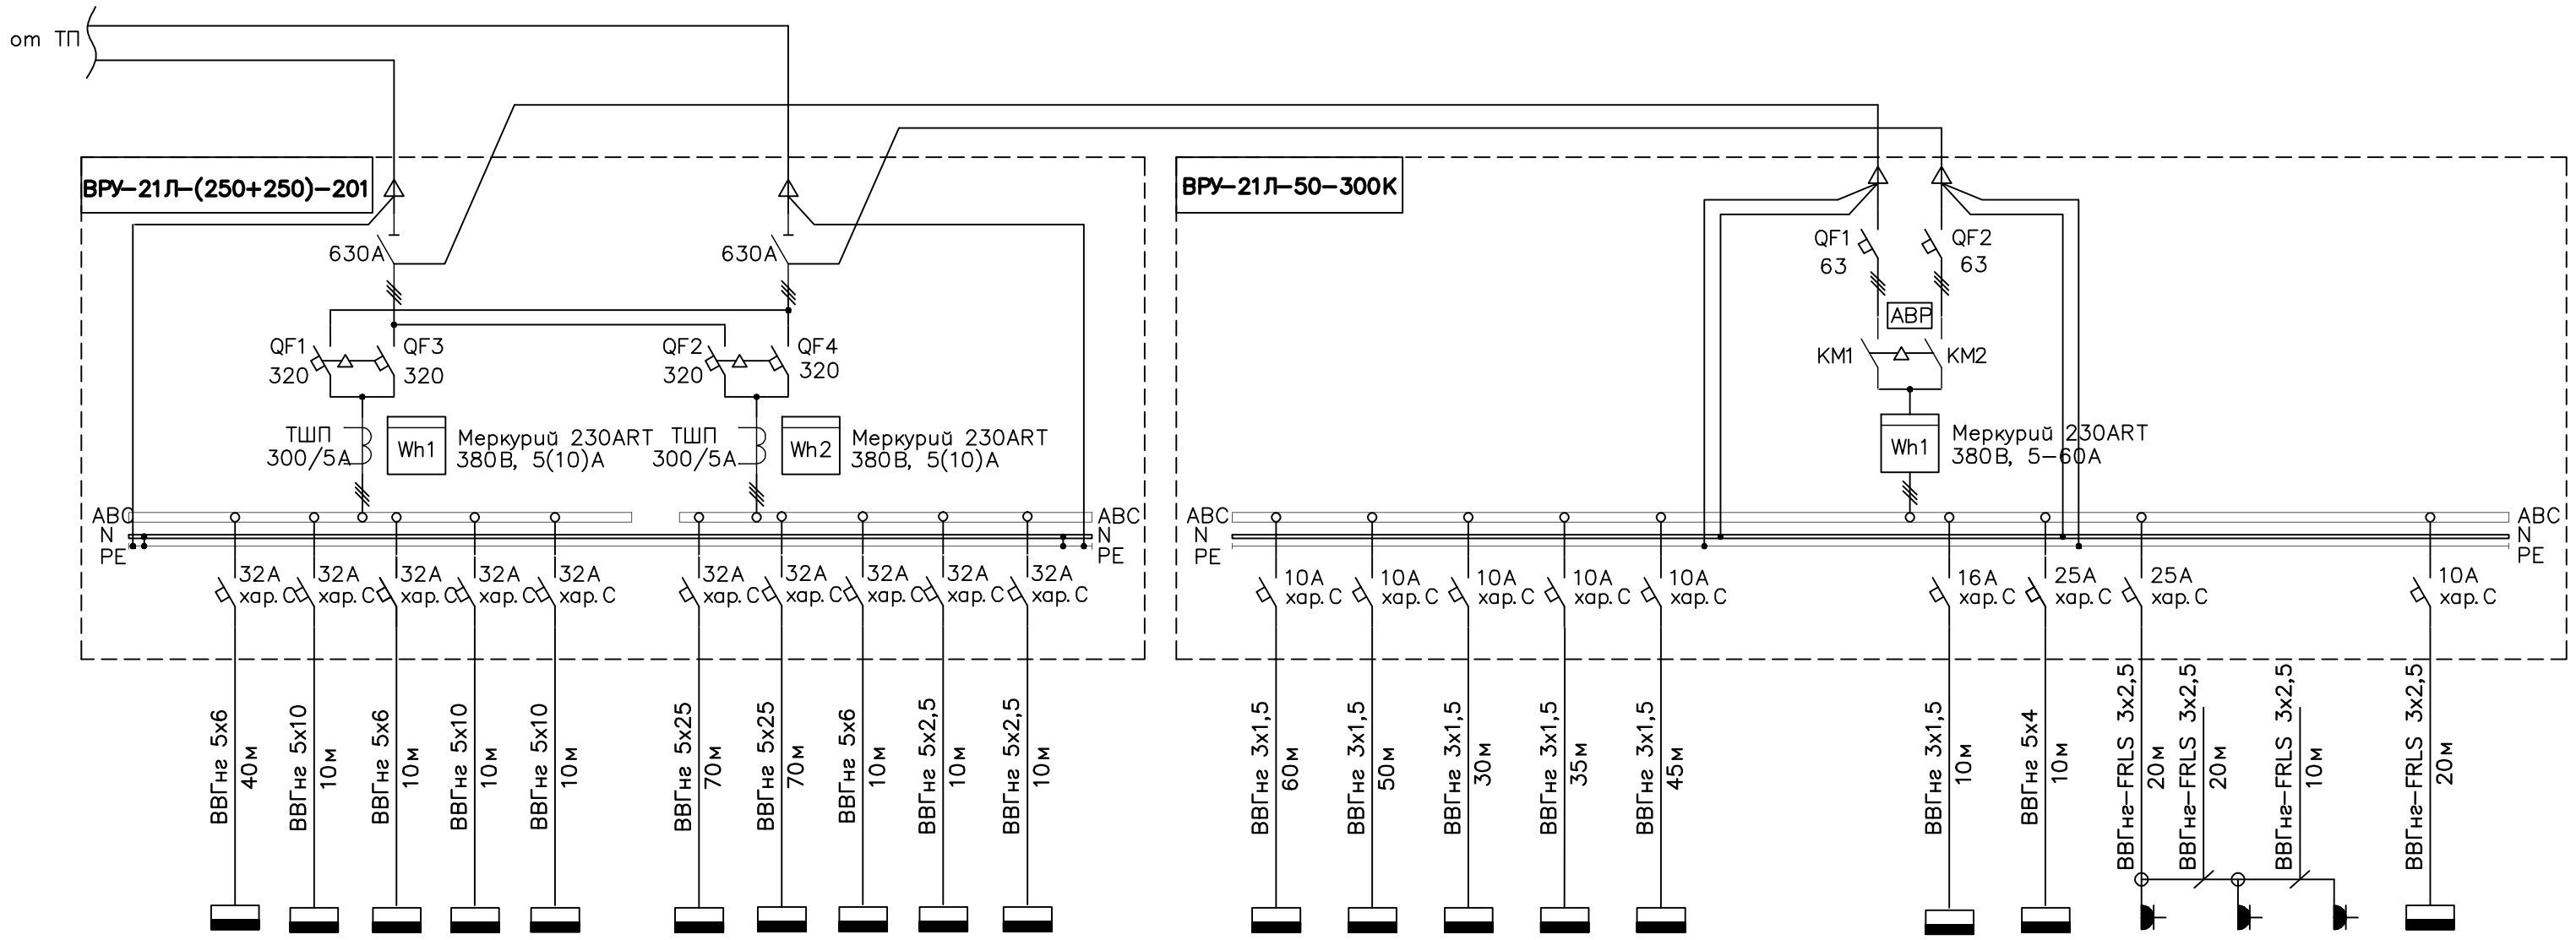 от ТП
ВРУ-21Л-(250+250)-201
ВРУ-21Л-50-300К
630А
630А
QF1
63
QF2
63
АВР
QF1
320
QF3
320
QF2
320
QF4
320
КМ1
КМ2
ТШП
300/5А
Wh1
Меркурий 230ART
380В, 5(10)А
ТШП
300/5А
Wh2
Меркурий 230ART
380В, 5(10)А
Wh1
Меркурий 230ART
380В, 5-60А
АВС
N
PE
АВС
N
PE
АВС
N
PE
АВС
N
PE
32А
хар.С
32А
хар.С
32А
хар.С
32А
хар.С
32А
хар.С
32А
хар.С
32А
хар.С
32А
хар.С
32А
хар.С
32А
хар.С
10А
хар.С
10А
хар.С
10А
хар.С
10А
хар.С
10А
хар.С
16А
хар.С
25А
хар.С
25А
хар.С
10А
хар.С
ВВГнг 5х6
40м
ВВГнг 5х10
10м
ВВГнг 5х6
10м
ВВГнг 5х10
10м
ВВГнг 5х10
10м
ВВГнг 5х25
70м
ВВГнг 5х25
70м
ВВГнг 5х6
10м
ВВГнг 5х2,5
10м
ВВГнг 5х2,5
10м
ВВГнг 3х1,5
60м
ВВГнг 3х1,5
50м
ВВГнг 3х1,5
30м
ВВГнг 3х1,5
35м
ВВГнг 3х1,5
45м
ВВГнг 3х1,5
10м
ВВГнг 5х4
10м
ВВГнг-FRLS 3х2,5
20м
ВВГнг-FRLS 3х2,5
20м
ВВГнг-FRLS 3х2,5
10м
ВВГнг-FRLS 3х2,5
20м